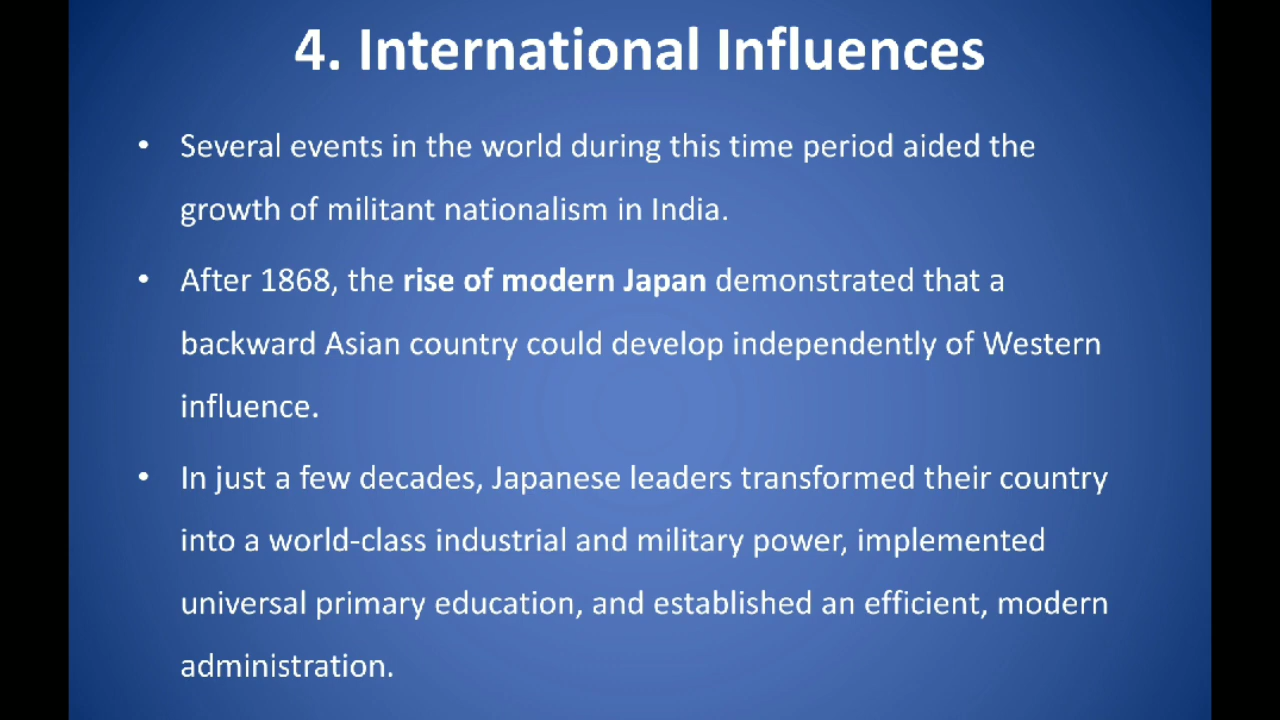 4. International Influences
• Several events in the world during this time period aided the
growth of militant nationalism in India.
• After 1868, the rise of modern Japan demonstrated that a
backward Asian country could develop independently of Western
influence.
• In just a few decades, Japanese leaders transformed their country
into a world-class industrial and military power, implemented
universal primary education, and established an efficient, modern
administration.